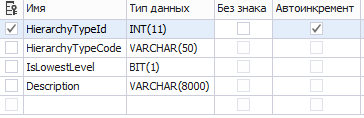 Имя Тип данных Без знака Автоинкремент
HierarchyTypeId INT(11)
HierarchyTypeCode VARCHAR(50)
IsLowestLevel BIT(1)
Description VARCHAR(8000)